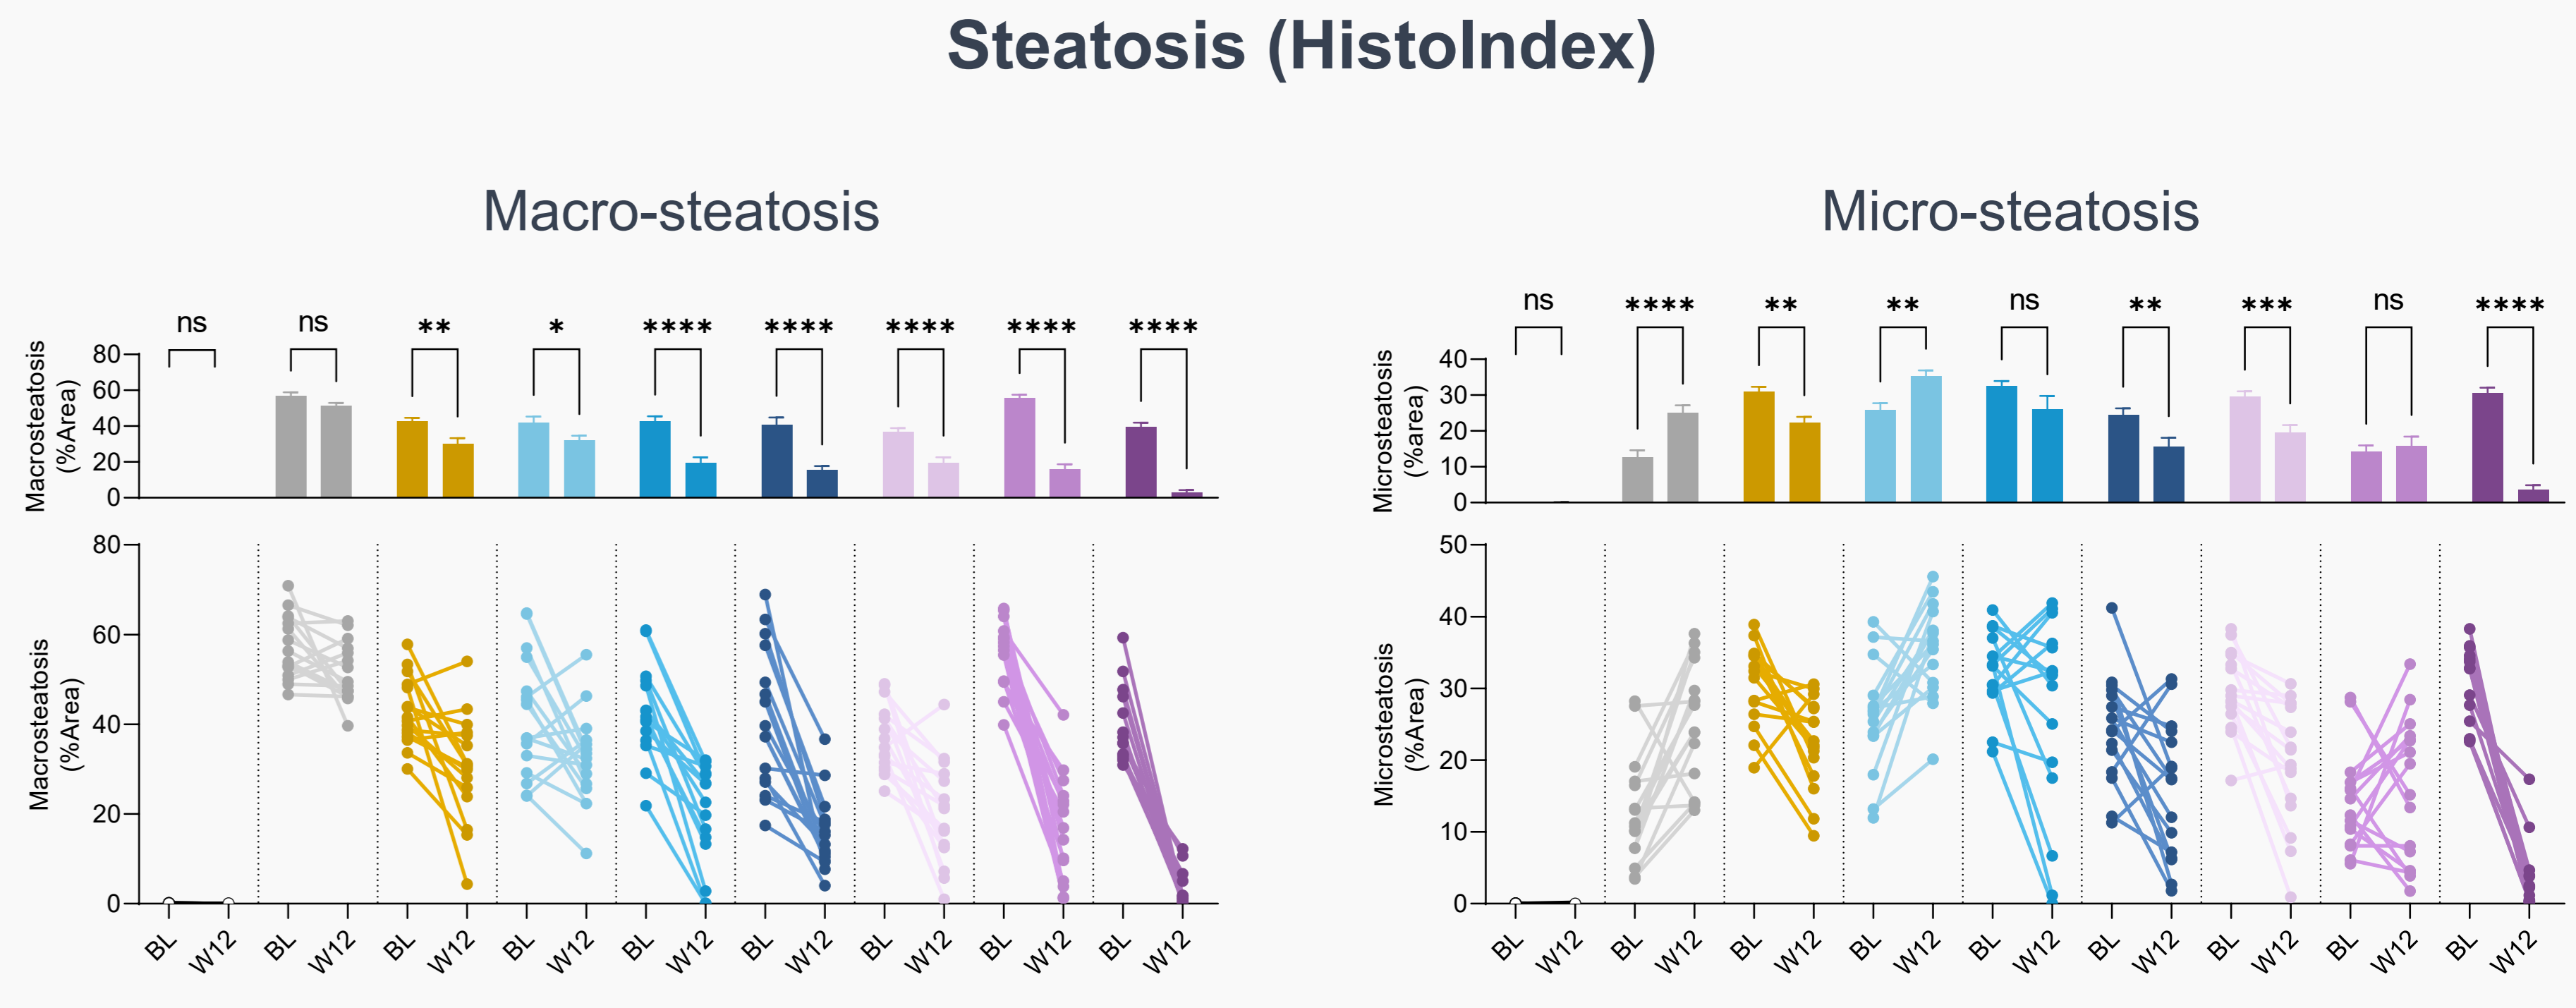 Steatosis (HistoIndex)
Macro-steatosis
Micro-steatosis
ns ns ** * **** **** **** **** ****
Macrosteatosis
(%Area)
80
60
40
20
0
Macrosteatosis
(%Area)
80
60
40
20
0
BL W12 BL W12 BL W12 BL W12 BL W12 BL W12 BL W12 BL W12 BL W12
ns **** ** ** ns ** *** ns ****
Microsteatosis
(%area)
40
30
20
10
0
Microsteatosis
(%Area)
50
40
30
20
10
0
BL W12 BL W12 BL W12 BL W12 BL W12 BL W12 BL W12 BL W12 BL W12